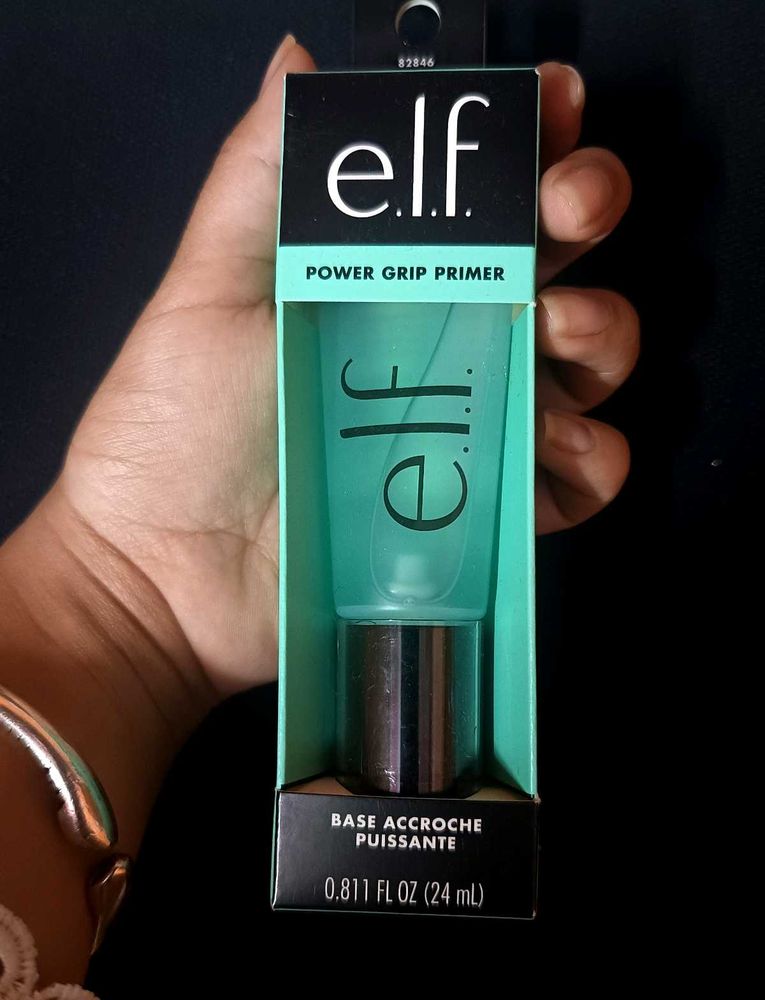 82846
e.l.f.
POWER GRIP PRIMER
e.l.f.
BASE ACCROCHE
PUISSANTE
0.811 FL OZ (24 mL)